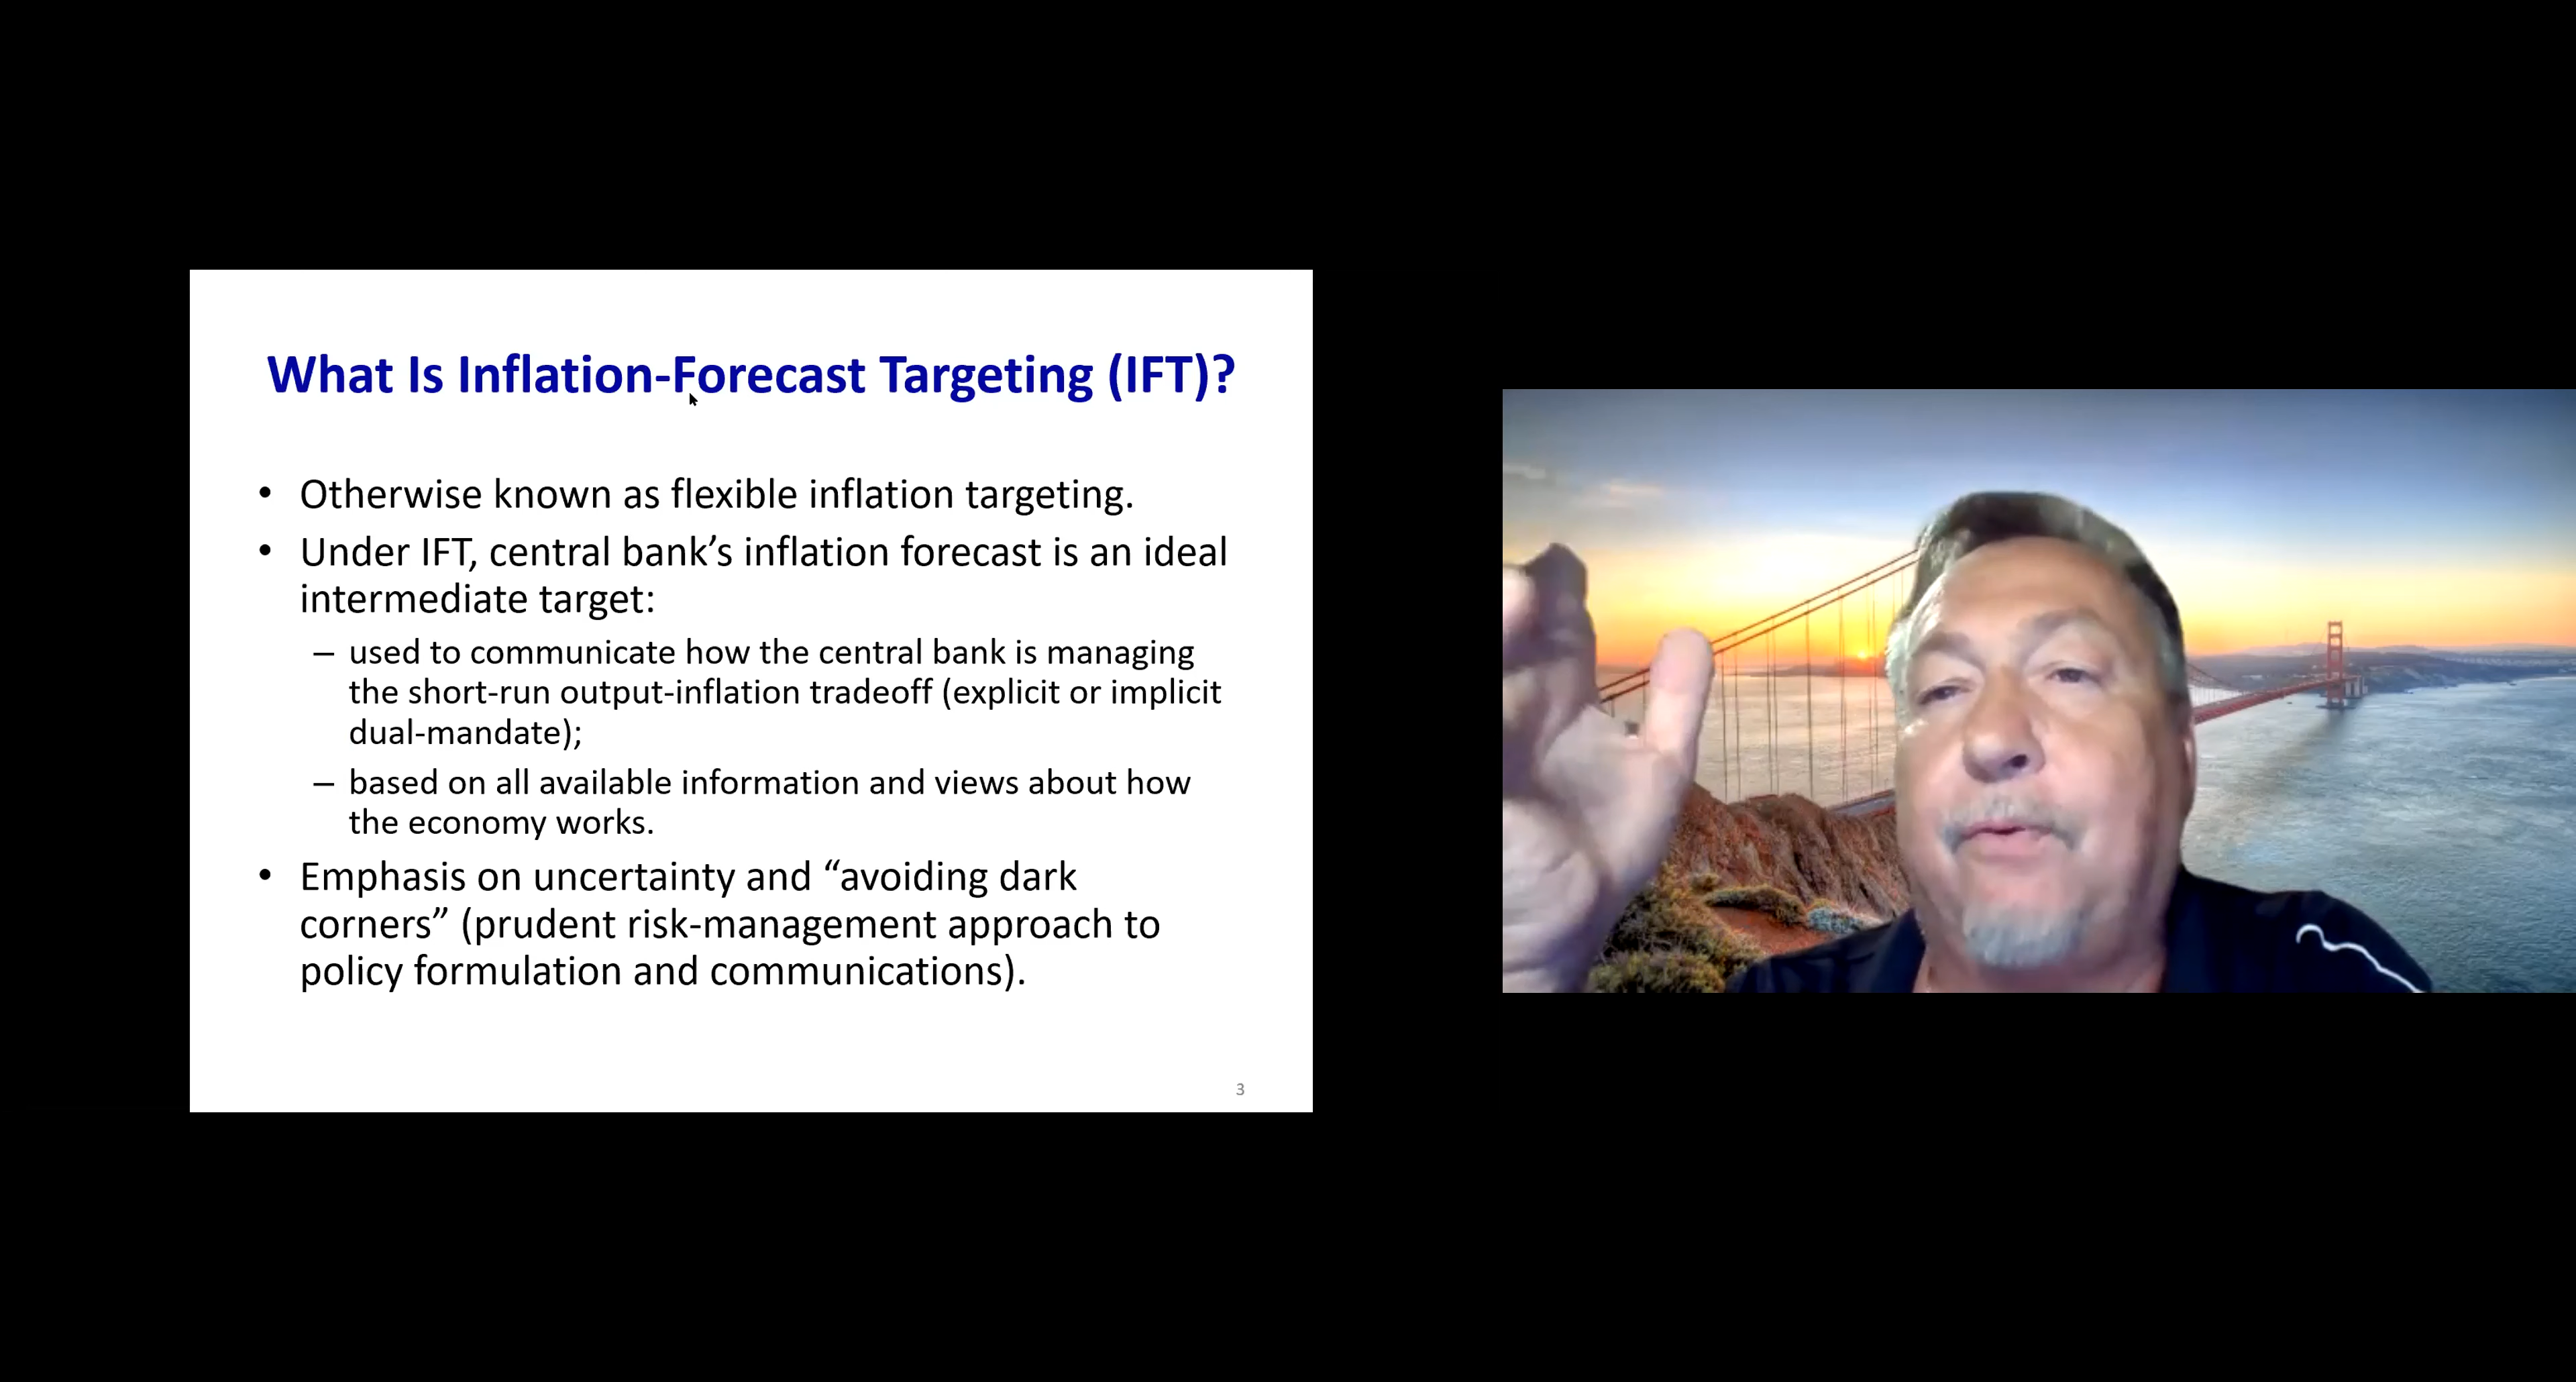 What Is Inflation-Forecast Targeting (IFT)?
• Otherwise known as flexible inflation targeting.
• Under IFT, central bank’s inflation forecast is an ideal
intermediate target:
– used to communicate how the central bank is managing
the short-run output-inflation tradeoff (explicit or implicit
dual-mandate);
– based on all available information and views about how
the economy works.
• Emphasis on uncertainty and “avoiding dark
corners” (prudent risk-management approach to
policy formulation and communications).
3